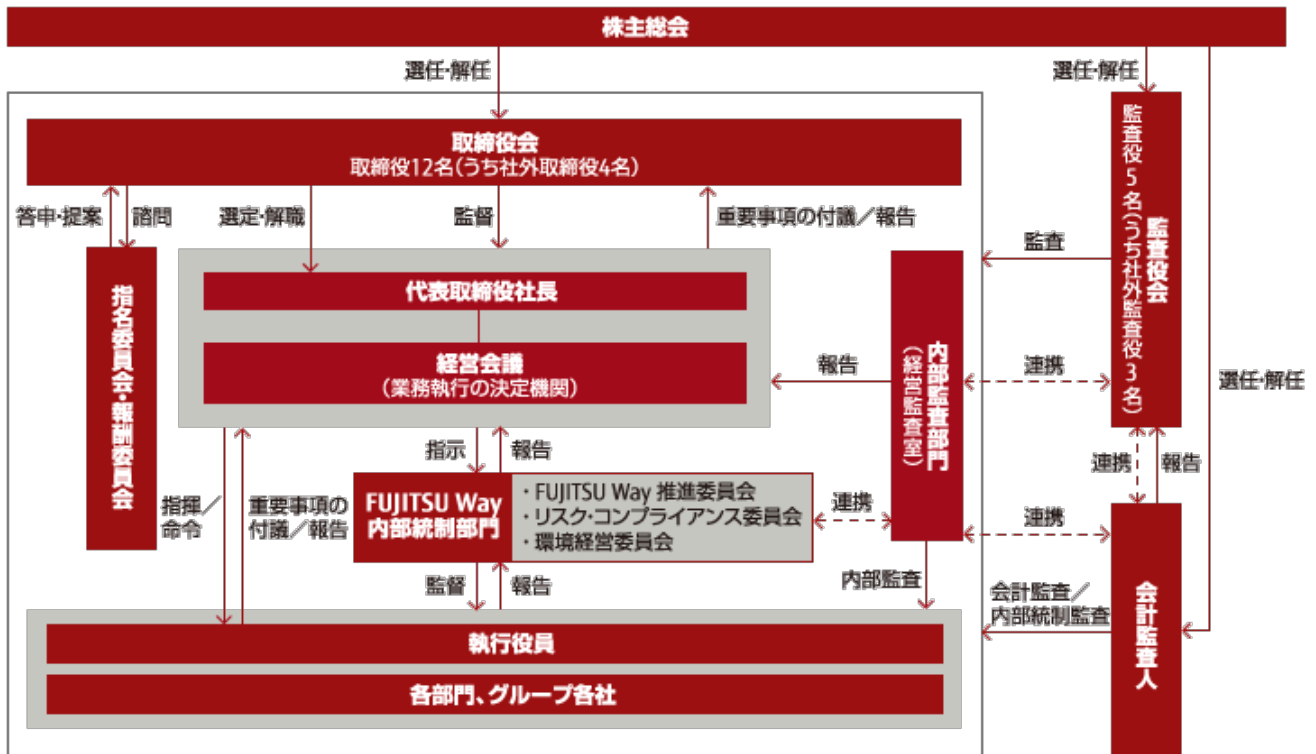 株主総会
選任・解任
選任・解任
取締役会
取締役12名(うち社外取締役4名)
監査役会
監査役5名(うち社外監査役3名)
答申・提案
諮問
選定・解職
監督
重要事項の付議／報告
監査
指名委員会・報酬委員会
代表取締役社長
経営会議
(業務執行の決定機関)
報告
内部監査部門
(経営監査室)
連携
選任・解任
指示
報告
連携
報告
指揮／
命令
重要事項の
付議／報告
FUJITSU Way
内部統制部門
・FUJITSU Way 推進委員会
・リスク・コンプライアンス委員会
・環境経営委員会
連携
連携
監督
報告
内部監査
会計監査／
内部統制監査
会計監査人
執行役員
各部門、グループ各社